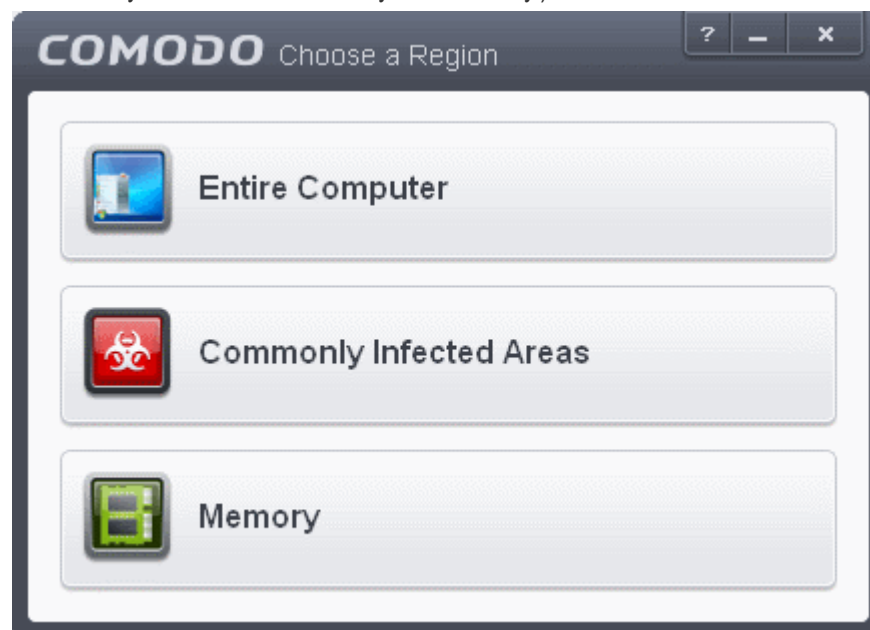 COMODO Choose a Region
? – x
Entire Computer
Commonly Infected Areas
Memory